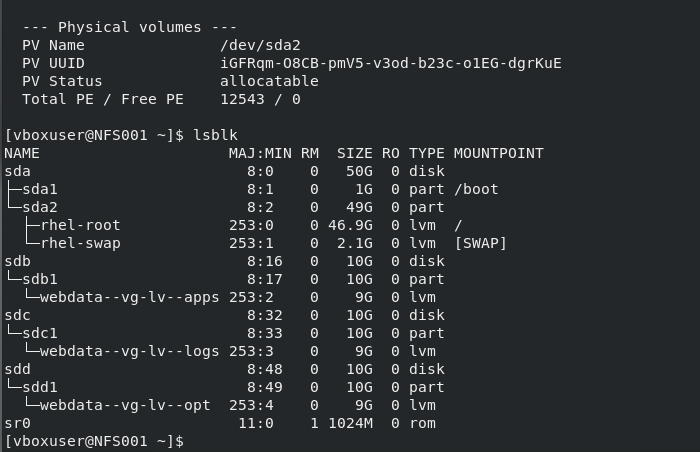 --- Physical volumes ---
  PV Name               /dev/sda2
  PV UUID               iGFRqm-O8CB-pmV5-v3od-b23c-o1EG-dgrKuE
  PV Status             allocatable
  Total PE / Free PE    12543 / 0

[vboxuser@NFS001 ~]$ lsblk
NAME                     MAJ:MIN RM  SIZE RO TYPE MOUNTPOINT
sda                        8:0    0   50G  0 disk
├─sda1                     8:1    0    1G  0 part /boot
└─sda2                     8:2    0   49G  0 part
  ├─rhel-root            253:0    0 46.9G  0 lvm  /
  └─rhel-swap            253:1    0  2.1G  0 lvm  [SWAP]
sdb                        8:16   0   10G  0 disk
└─sdb1                     8:17   0   10G  0 part
  └─webdata--vg-lv--apps 253:2    0    9G  0 lvm
sdc                        8:32   0   10G  0 disk
└─sdc1                     8:33   0   10G  0 part
  └─webdata--vg-lv--logs 253:3    0    9G  0 lvm
sdd                        8:48   0   10G  0 disk
└─sdd1                     8:49   0   10G  0 part
  └─webdata--vg-lv--opt  253:4    0    9G  0 lvm
sr0                       11:0    1 1024M  0 rom
[vboxuser@NFS001 ~]$